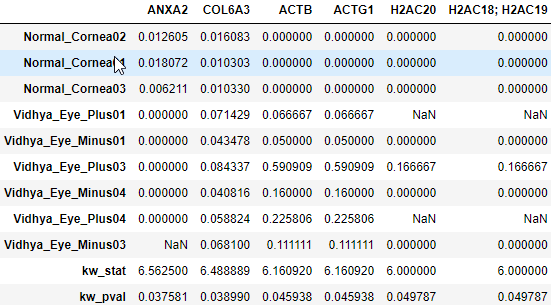 ANXA2 COL6A3 ACTB ACTG1 H2AC20 H2AC18; H2AC19
Normal_Cornea02 0.012605 0.016083 0.000000 0.000000 0.000000 0.000000
0.018072 0.010303 0.000000 0.000000 0.000000 0.000000
Normal_Cornea03 0.006211 0.010330 0.000000 0.000000 0.000000 0.000000
Vidhya_Eye_Plus01 0.000000 0.071429 0.066667 0.066667 NaN NaN
Vidhya_Eye_Minus01 0.000000 0.043478 0.050000 0.050000 0.000000 0.000000
Vidhya_Eye_Plus03 0.000000 0.084337 0.590909 0.590909 0.166667 0.166667
Vidhya_Eye_Minus04 0.000000 0.040816 0.160000 0.160000 0.000000 0.000000
Vidhya_Eye_Plus04 0.000000 0.058824 0.225806 0.225806 NaN NaN
Vidhya_Eye_Minus03 NaN 0.068100 0.111111 0.111111 0.000000 0.000000
kw_stat 6.562500 6.488889 6.160920 6.160920 6.000000 6.000000
kw_pval 0.037581 0.038990 0.045938 0.045938 0.049787 0.049787